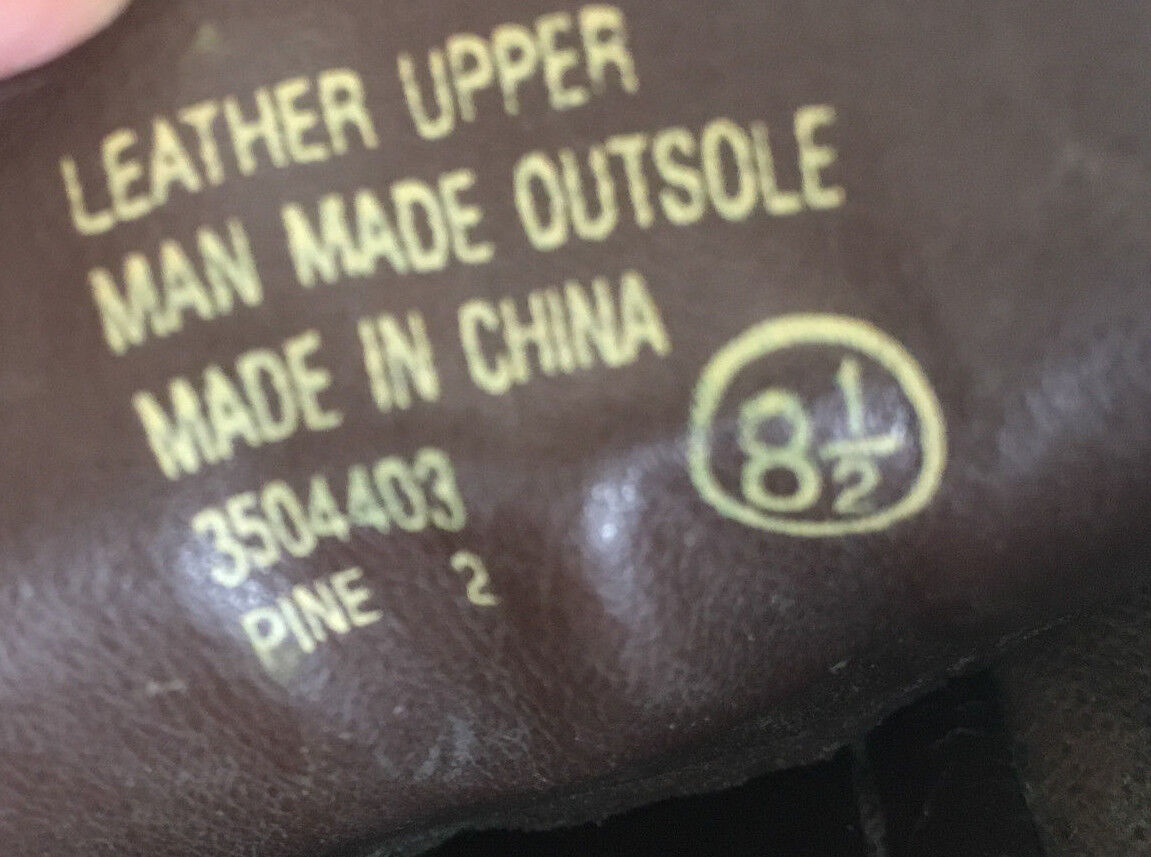 LEATHER UPPER
MAN MADE OUTSOLE
MADE IN CHINA
8 1/2
3504403
PINE 2